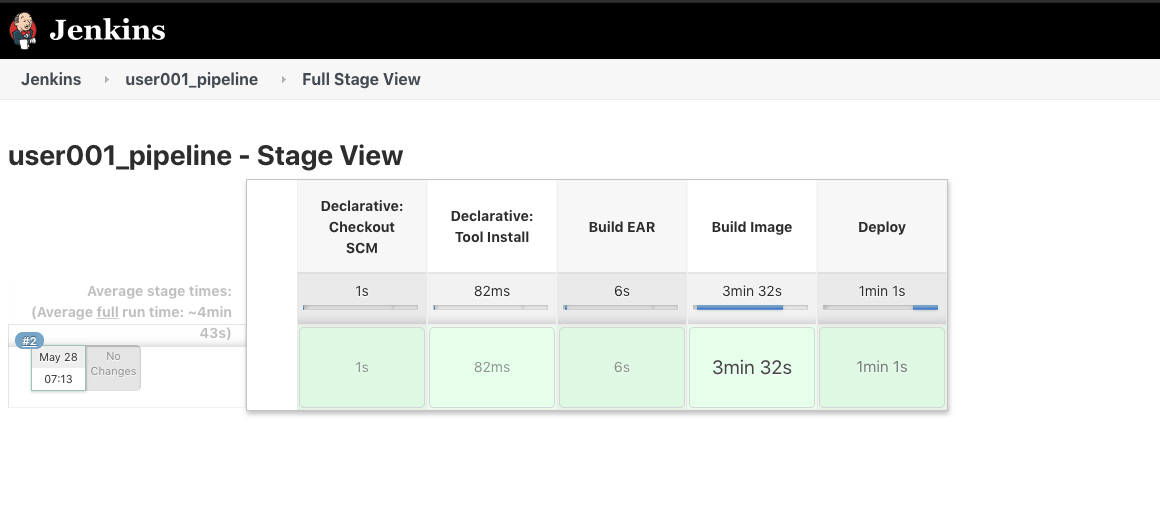 Jenkins
Jenkins
user001_pipeline
Full Stage View
user001_pipeline - Stage View
Declarative:
Checkout
SCM
Declarative:
Tool Install
Build EAR
Build Image
Deploy
Average stage times:
(Average full run time: ~4min
43s)
1s
82ms
6s
3min 32s
1min 1s
#2
May 28
07:13
No
Changes
1s
82ms
6s
3min 32s
1min 1s